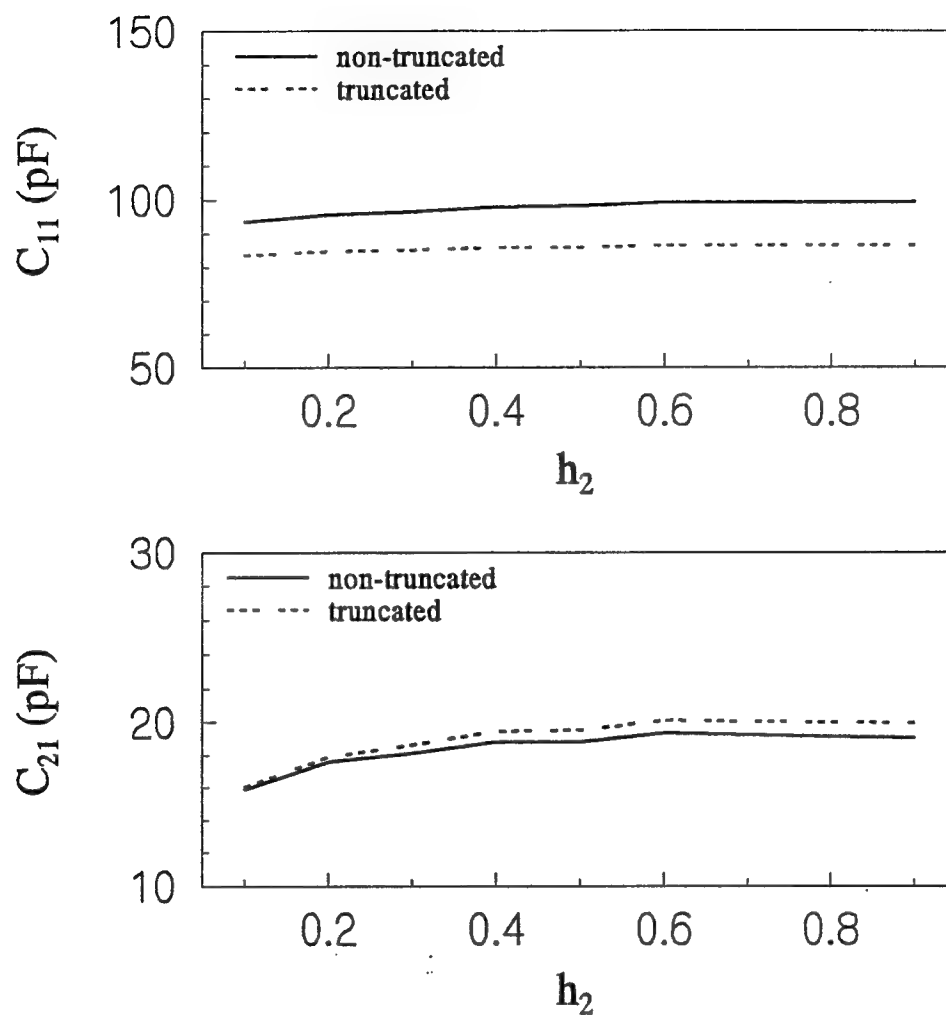 150
non-truncated
truncated
C₁₁ (pF)
100
50
0.2 0.4 0.6 0.8
h₂
30
non-truncated
truncated
C₂₁ (pF)
20
10
0.2 0.4 0.6 0.8
h₂